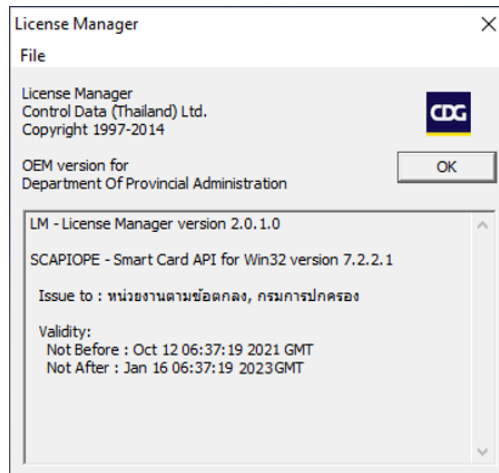 License Manager
File
License Manager
Control Data (Thailand) Ltd.
Copyright 1997-2014
CDG
OEM version for
Department Of Provincial Administration
OK
LM - License Manager version 2.0.1.0
SCAPIOPE - Smart Card API for Win32 version 7.2.2.1
Issue to : หน่วยงานตามข้อตกลง, กรมการปกครอง
Validity:
Not Before : Oct 12 06:37:19 2021 GMT
Not After : Jan 16 06:37:19 2023GMT